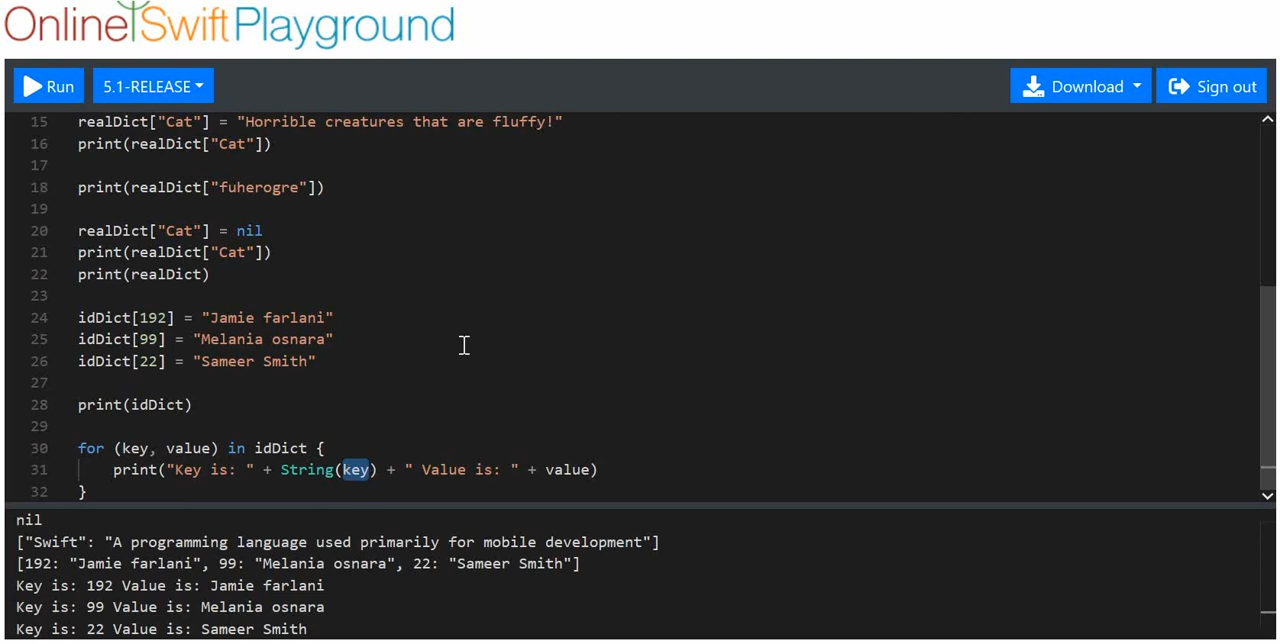 OnlineSwiftPlayground
Run 5.1-RELEASE Download Sign out
15 realDict["Cat"] = "Horrible creatures that are fluffy!"
16 print(realDict["Cat"])
17
18 print(realDict["fuherogre"])
19
20 realDict["Cat"] = nil
21 print(realDict["Cat"])
22 print(realDict)
23
24 idDict[192] = "Jamie farlani"
25 idDict[99] = "Melania osnara"
26 idDict[22] = "Sameer Smith"
27
28 print(idDict)
29
30 for (key, value) in idDict {
31 print("Key is: " + String(key) + " Value is: " + value)
32 }
nil
["Swift": "A programming language used primarily for mobile development"]
[192: "Jamie farlani", 99: "Melania osnara", 22: "Sameer Smith"]
Key is: 192 Value is: Jamie farlani
Key is: 99 Value is: Melania osnara
Key is: 22 Value is: Sameer Smith